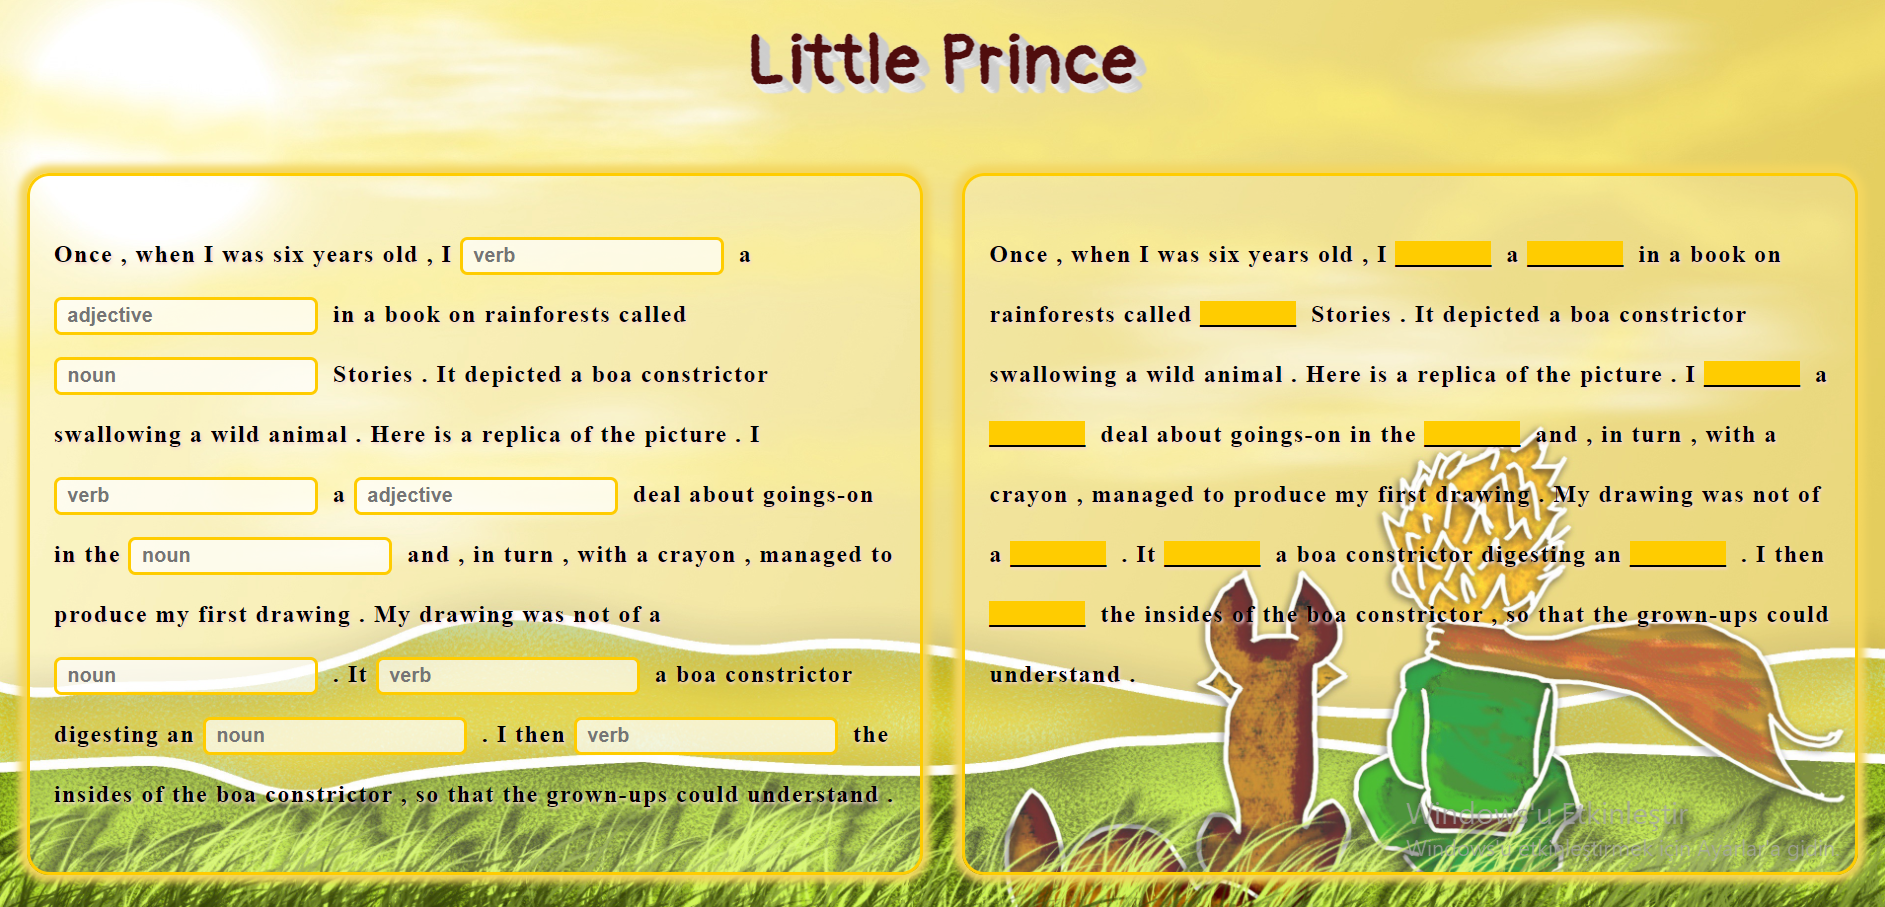 Little Prince
Once , when I was six years old , I verb a
adjective in a book on rainforests called
noun Stories . It depicted a boa constrictor
swallowing a wild animal . Here is a replica of the picture . I
verb a adjective deal about goings-on
in the noun and , in turn , with a crayon , managed to
produce my first drawing . My drawing was not of a
noun . It verb a boa constrictor
digesting an noun . I then verb the
insides of the boa constrictor , so that the grown-ups could understand .
Once , when I was six years old , I a in a book on
rainforests called Stories . It depicted a boa constrictor
swallowing a wild animal . Here is a replica of the picture . I a
deal about goings-on in the and , in turn , with a
crayon , managed to produce my first drawing . My drawing was not of
a . It a boa constrictor digesting an . I then
the insides of the boa constrictor , so that the grown-ups could
understand .
Windows'u Etkinleştir
Windows'u etkinleştirmek için Ayarlar'a gidin.